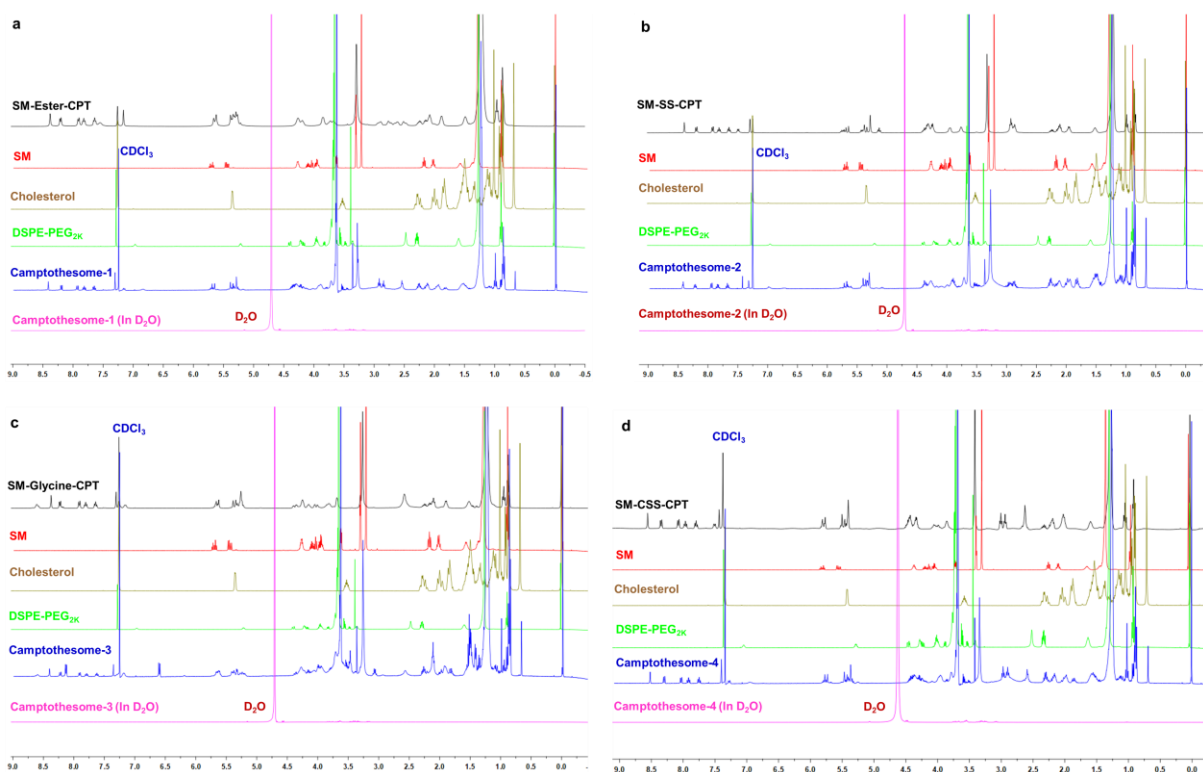 a
SM-Ester-CPT
CDCl3
SM
Cholesterol
DSPE-PEG2K
Camptothesome-1
Camptothesome-1 (In D2O)
D2O
9.0 8.5 8.0 7.5 7.0 6.5 6.0 5.5 5.0 4.5 4.0 3.5 3.0 2.5 2.0 1.5 1.0 0.5 0.0 -0.5
b
SM-SS-CPT
CDCl3
SM
Cholesterol
DSPE-PEG2K
Camptothesome-2
Camptothesome-2 (In D2O)
D2O
9.0 8.5 8.0 7.5 7.0 6.5 6.0 5.5 5.0 4.5 4.0 3.5 3.0 2.5 2.0 1.5 1.0 0.5 0.0
c
CDCl3
SM-Glycine-CPT
SM
Cholesterol
DSPE-PEG2K
Camptothesome-3
Camptothesome-3 (In D2O)
D2O
9.0 8.5 8.0 7.5 7.0 6.5 6.0 5.5 5.0 4.5 4.0 3.5 3.0 2.5 2.0 1.5 1.0 0.5 0.0
d
CDCl3
SM-CSS-CPT
SM
Cholesterol
DSPE-PEG2K
Camptothesome-4
Camptothesome-4 (In D2O)
D2O
9.0 8.5 8.0 7.5 7.0 6.5 6.0 5.5 5.0 4.5 4.0 3.5 3.0 2.5 2.0 1.5 1.0 0.5 0.0